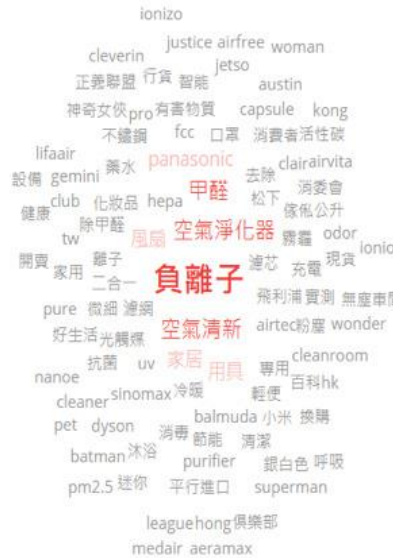 ionizo
justice airfree woman
cleverin jetso
正義聯盟 行貨 智能 austin
神奇女俠 pro 有害物質 capsule kong
不鏽鋼 fcc 口罩 消費者 活性碳
lifaair 藥水 panasonic 去除 clair airvita
設備 gemini 甲醛 松下 消委會
健康 club 化妝品 hepa 傢俬 公升
tw 除甲醛 風扇 空氣淨化器 霧霾 odor
開賣 家用 離子 負離子 濾芯 充電 現貨 ionic
二合一
pure 微細 濾網 飛利浦 實測 無塵車間
好生活 光觸媒 空氣清新 airtec 粉塵 wonder
抗菌 uv 家居 用具 專用 cleanroom
nanoe 百科 hk
cleaner sinomax 冷暖 輕便
pet dyson 消毒 balmuda 小米 換購
節能 清潔
batman 沐浴 purifier 銀白色 呼吸
pm2.5 迷你 平行進口 superman
league hong 俱樂部
medair aeramax